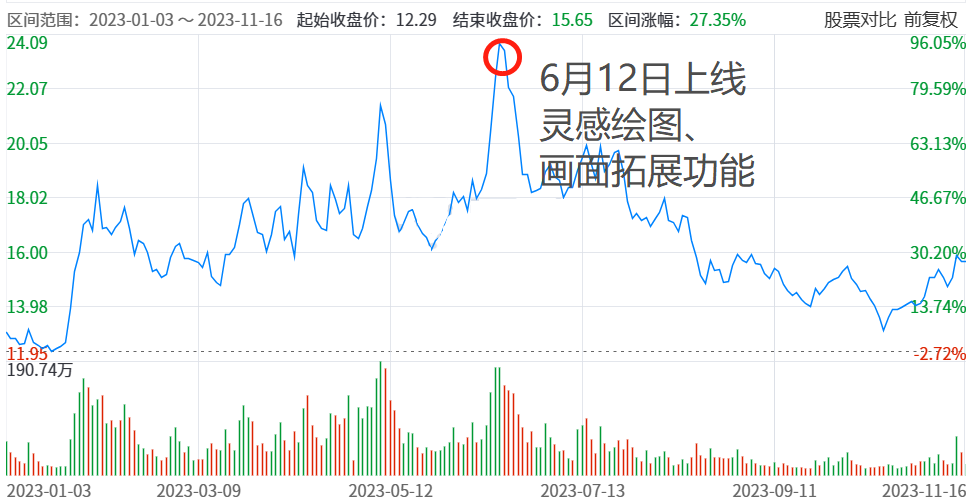 区间范围：2023-01-03 ～ 2023-11-16 起始收盘价：12.29 结束收盘价：15.65 区间涨幅：27.35% 股票对比 前复权
24.09 96.05%
22.07 79.59%
20.05 63.13%
18.02 46.67%
16.00 30.20%
13.98 13.74%
11.95 -2.72%
6月12日上线
灵感绘图、
画面拓展功能
190.74万
2023-01-03 2023-03-09 2023-05-12 2023-07-13 2023-09-11 2023-11-16